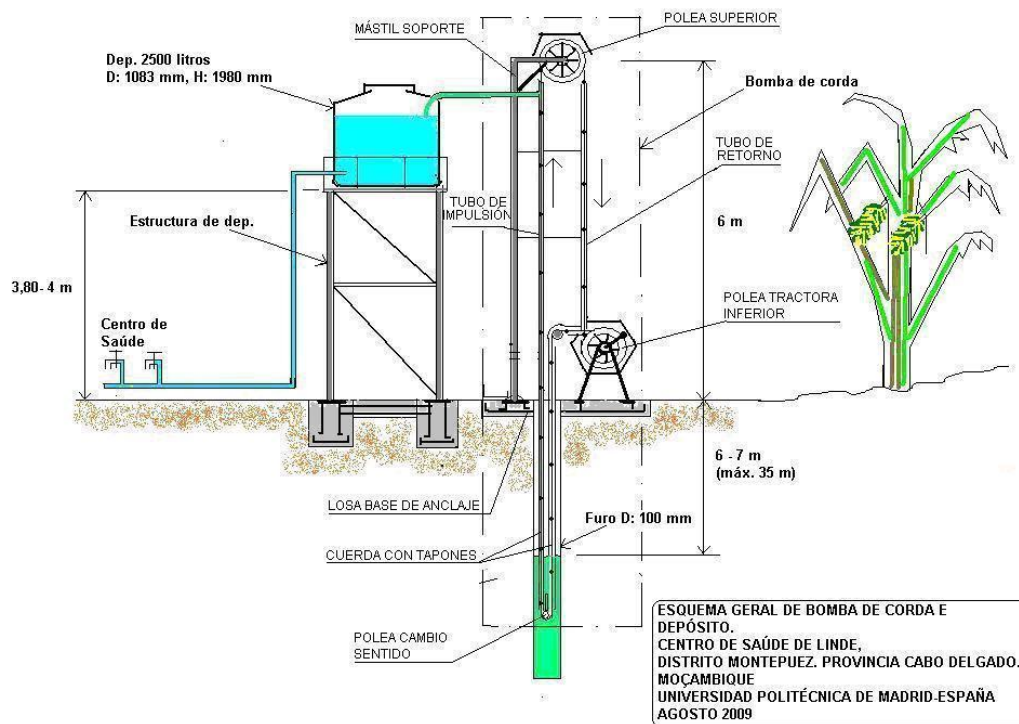 MÁSTIL SOPORTE
POLEA SUPERIOR
Dep. 2500 litros
D: 1083 mm, H: 1980 mm
Bomba de corda
TUBO DE
RETORNO
TUBO DE
IMPULSIÓN
Estructura de dep.
6 m
3,80- 4 m
POLEA TRACTORA
INFERIOR
Centro de
Saúde
6 - 7 m
(máx. 35 m)
LOSA BASE DE ANCLAJE
Furo D: 100 mm
CUERDA CON TAPONES
POLEA CAMBIO
SENTIDO
ESQUEMA GERAL DE BOMBA DE CORDA E
DEPÓSITO.
CENTRO DE SAÚDE DE LINDE,
DISTRITO MONTEPUEZ. PROVINCIA CABO DELGADO.
MOÇAMBIQUE
UNIVERSIDAD POLITÉCNICA DE MADRID-ESPAÑA
AGOSTO 2009